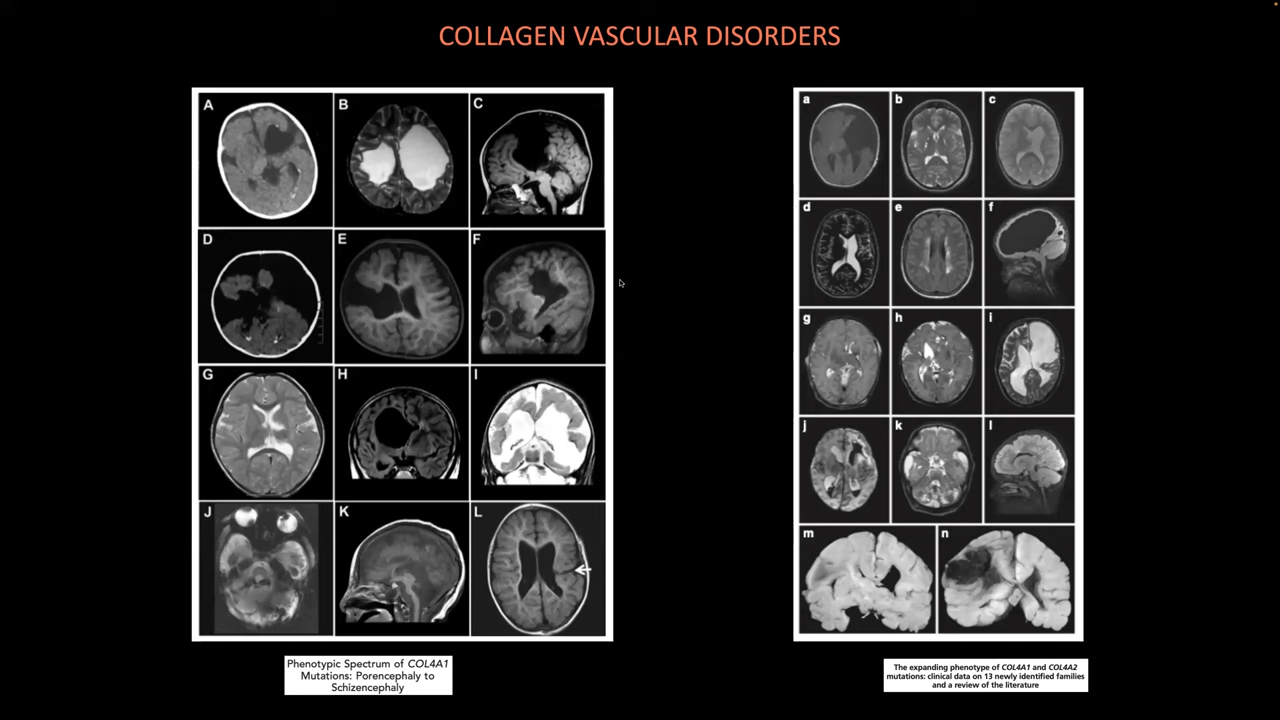 COLLAGEN VASCULAR DISORDERS
A
B
C
D
E
F
G
H
I
J
K
L
Phenotypic Spectrum of COL4A1
Mutations: Porencephaly to
Schizencephaly
a
b
c
d
e
f
g
h
i
j
k
l
m
n
The expanding phenotype of COL4A1 and COL4A2
mutations: clinical data on 13 newly identified families
and a review of the literature